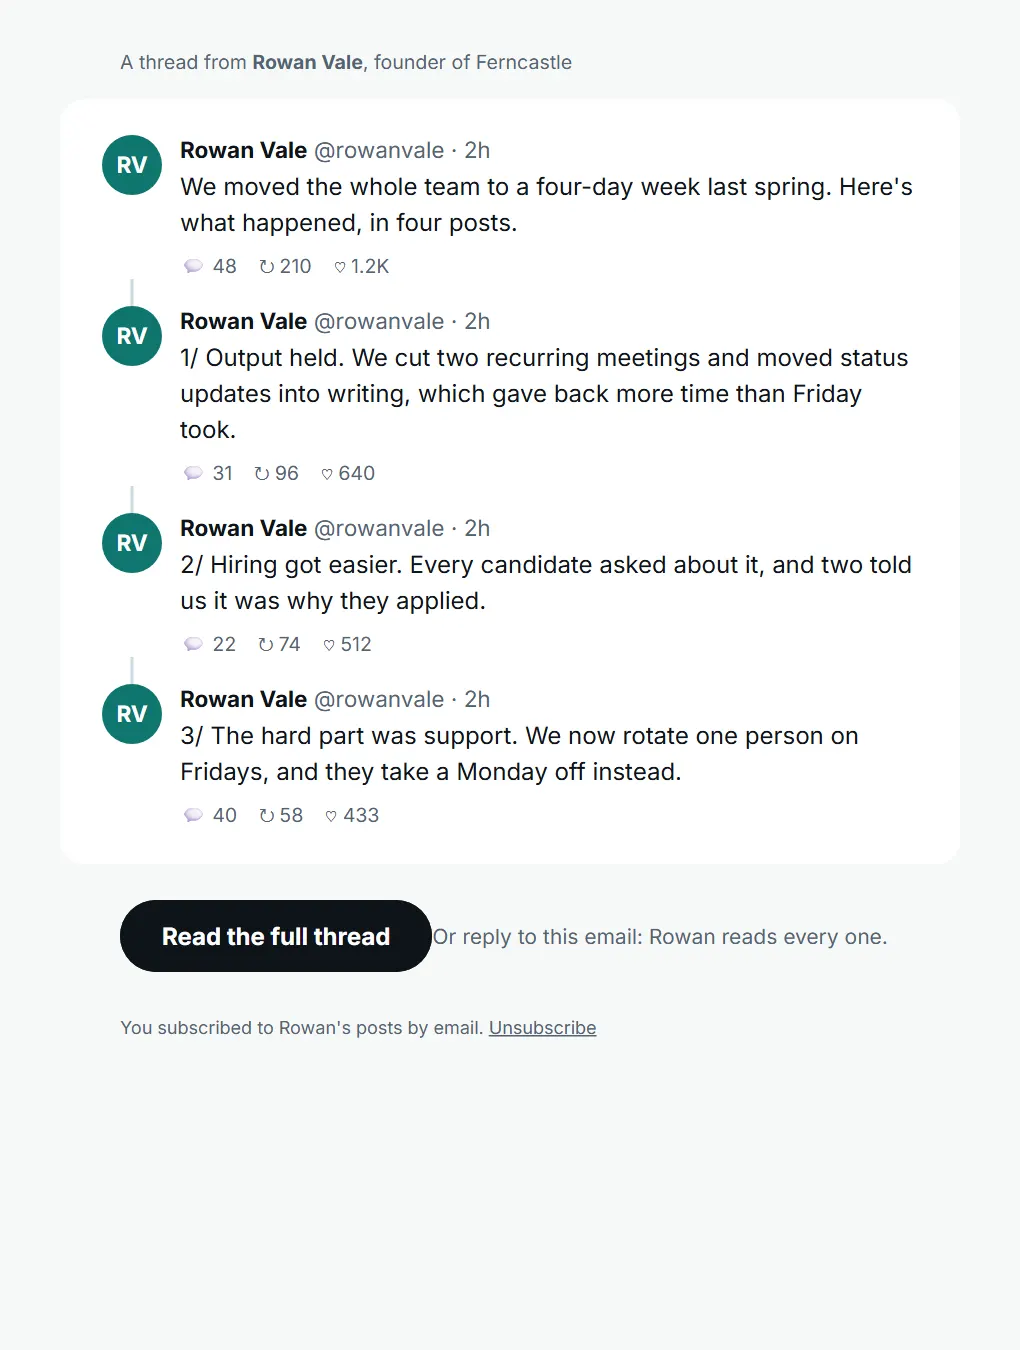 A thread from Rowan Vale, founder of Ferncastle
RV
Rowan Vale @rowanvale · 2h
We moved the whole team to a four-day week last spring. Here's
what happened, in four posts.
💬 48 ↻ 210 ♡ 1.2K
RV
Rowan Vale @rowanvale · 2h
1/ Output held. We cut two recurring meetings and moved status
updates into writing, which gave back more time than Friday
took.
💬 31 ↻ 96 ♡ 640
RV
Rowan Vale @rowanvale · 2h
2/ Hiring got easier. Every candidate asked about it, and two told
us it was why they applied.
💬 22 ↻ 74 ♡ 512
RV
Rowan Vale @rowanvale · 2h
3/ The hard part was support. We now rotate one person on
Fridays, and they take a Monday off instead.
💬 40 ↻ 58 ♡ 433
Read the full thread
Or reply to this email: Rowan reads every one.
You subscribed to Rowan's posts by email. Unsubscribe